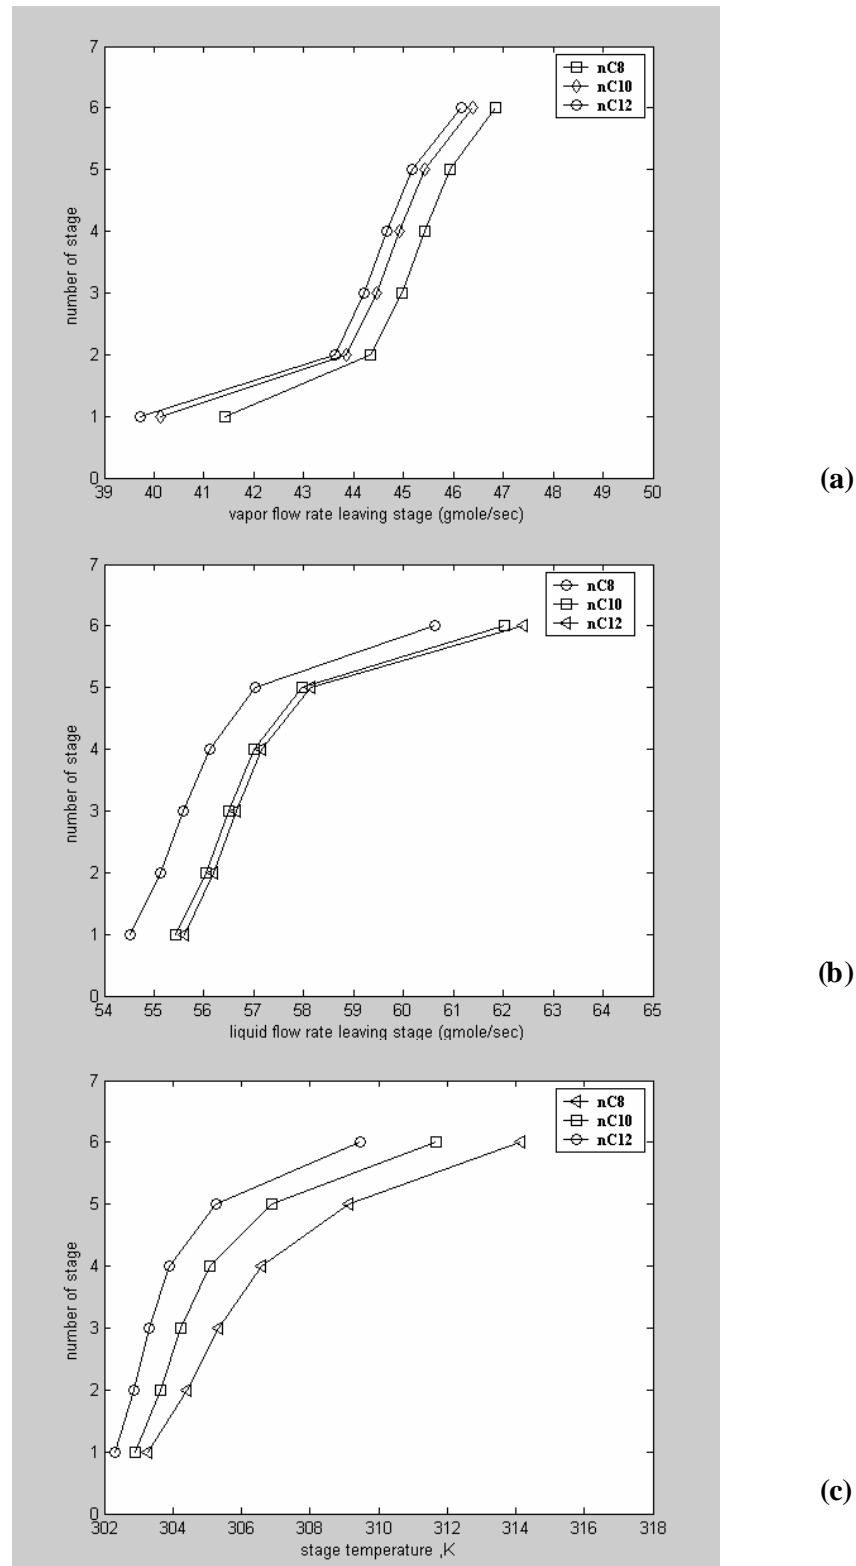 7
6
5
4
3
2
1
0
number of stage
nC8
nC10
nC12
39 40 41 42 43 44 45 46 47 48 49 50
vapor flow rate leaving stage (gmole/sec)
(a)
7
6
5
4
3
2
1
0
number of stage
nC8
nC10
nC12
54 55 56 57 58 59 60 61 62 63 64 65
liquid flow rate leaving stage (gmole/sec)
(b)
7
6
5
4
3
2
1
0
number of stage
nC8
nC10
nC12
302 304 306 308 310 312 314 316 318
stage temperature ,K
(c)